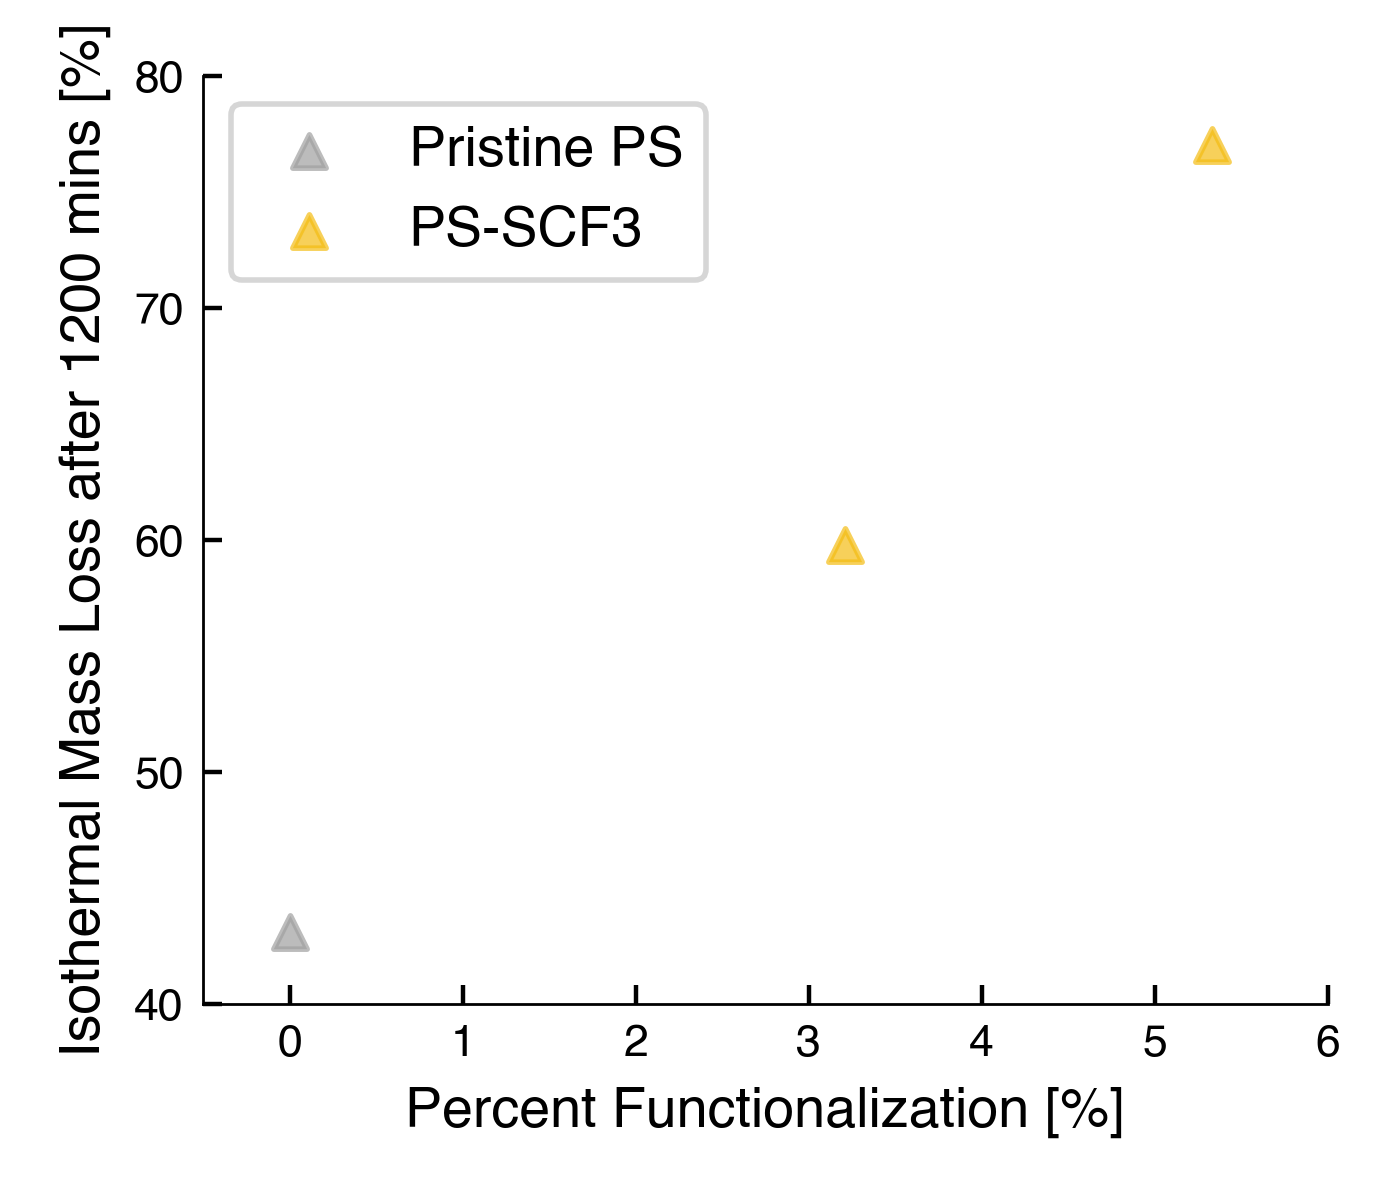 Isothermal Mass Loss after 1200 mins [%]
80
70
60
50
40
Pristine PS
PS-SCF3
0 1 2 3 4 5 6
Percent Functionalization [%]